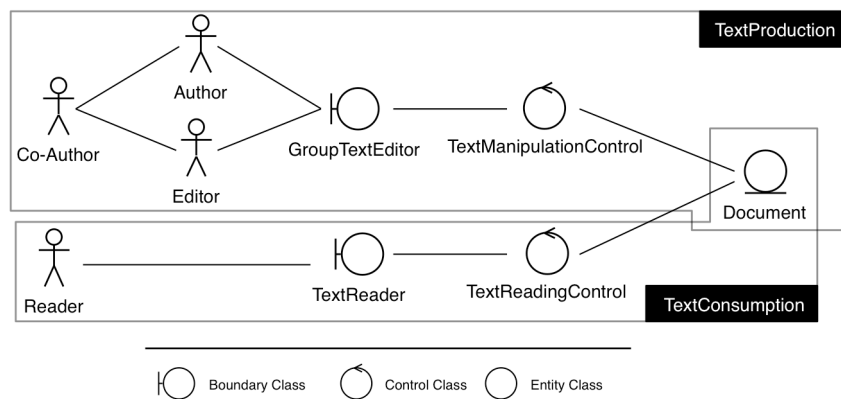 TextProduction
Author
Co-Author
GroupTextEditor
TextManipulationControl
Editor
Document
Reader
TextReader
TextReadingControl
TextConsumption
Boundary Class
Control Class
Entity Class